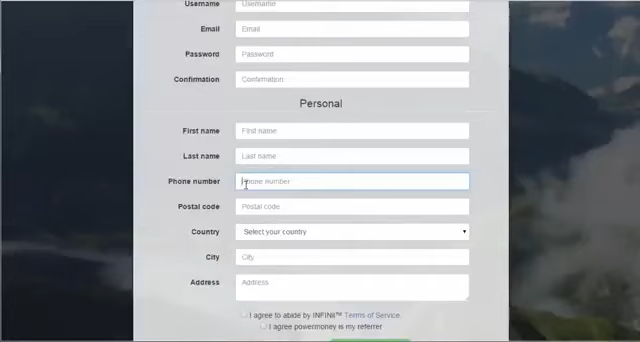 Username Username
Email Email
Password Password
Confirmation Confirmation
Personal
First name First name
Last name Last name
Phone number Phone number
Postal code Postal code
Country Select your country
City City
Address Address
I agree to abide by INFINii™ Terms of Service.
I agree powermoney is my referrer